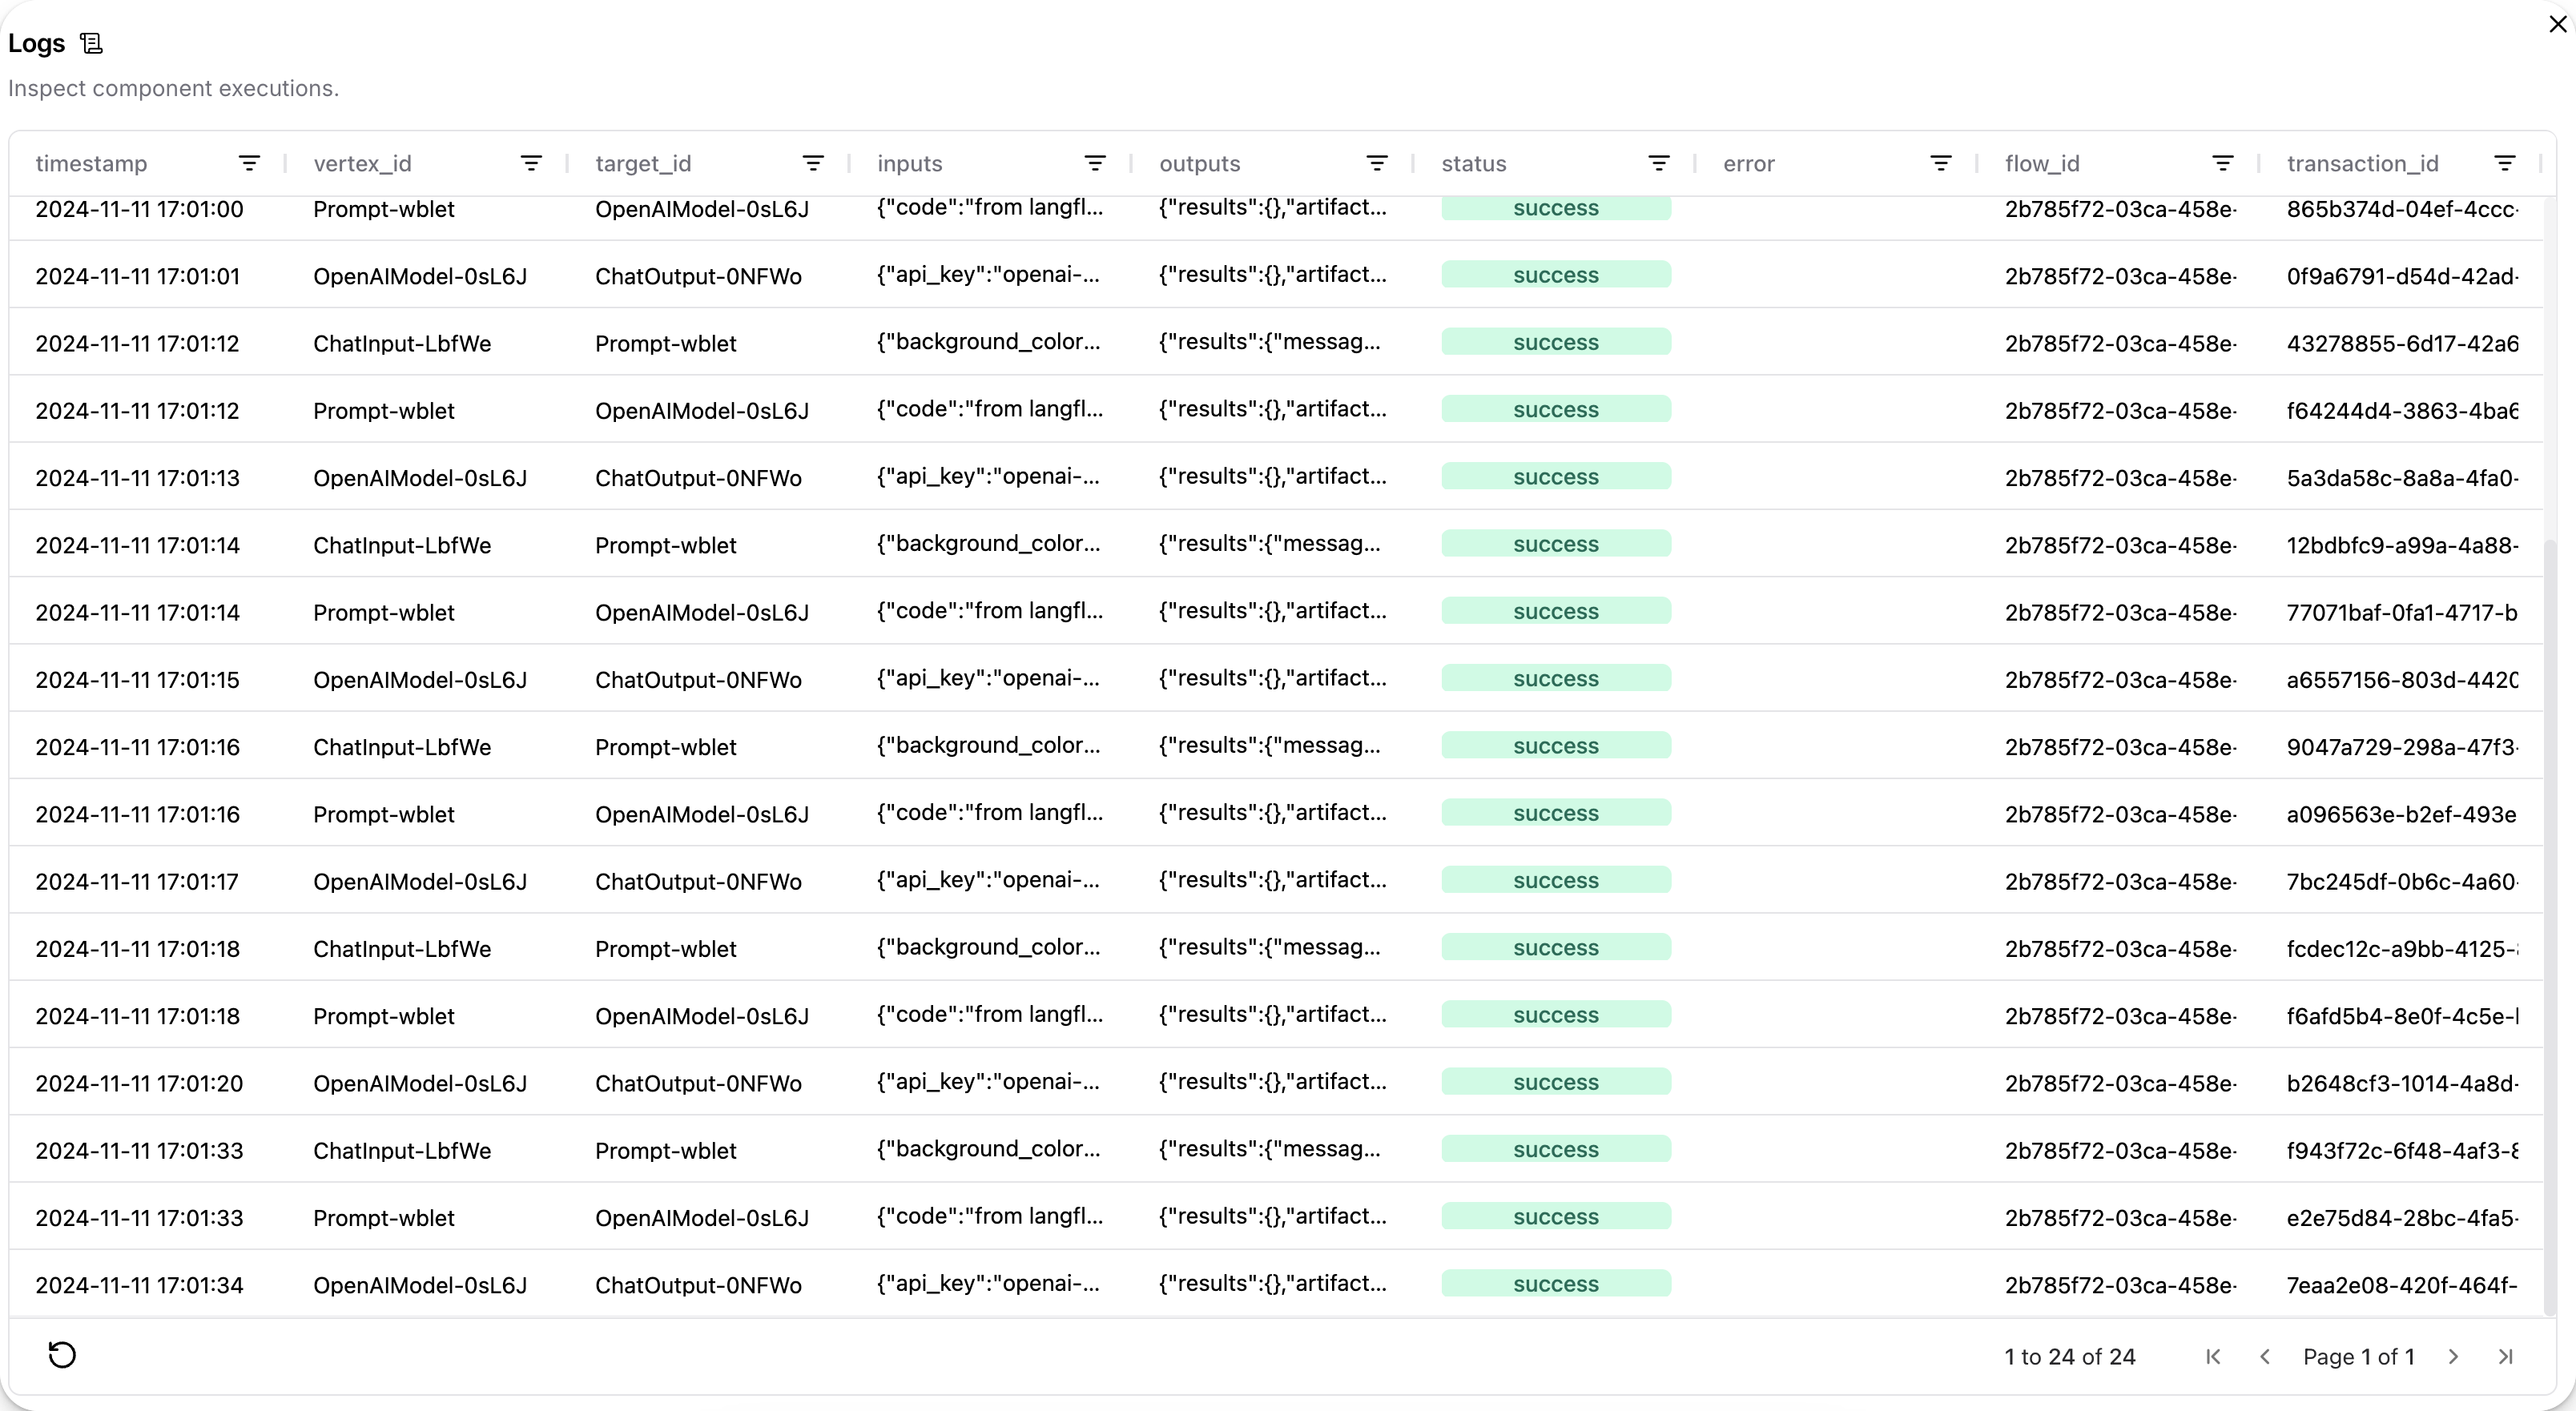 Logs
Inspect component executions.
timestamp vertex_id target_id inputs outputs status error flow_id transaction_id
2024-11-11 17:01:00 Prompt-wblet OpenAIModel-0sL6J {"code":"from langfl... {"results":{},"artifact... success 2b785f72-03ca-458e- 865b374d-04ef-4ccc-
2024-11-11 17:01:01 OpenAIModel-0sL6J ChatOutput-0NFWo {"api_key":"openai-... {"results":{},"artifact... success 2b785f72-03ca-458e- 0f9a6791-d54d-42ad-
2024-11-11 17:01:12 ChatInput-LbfWe Prompt-wblet {"background_color... {"results":{"messag... success 2b785f72-03ca-458e- 43278855-6d17-42a6
2024-11-11 17:01:12 Prompt-wblet OpenAIModel-0sL6J {"code":"from langfl... {"results":{},"artifact... success 2b785f72-03ca-458e- f64244d4-3863-4ba6
2024-11-11 17:01:13 OpenAIModel-0sL6J ChatOutput-0NFWo {"api_key":"openai-... {"results":{},"artifact... success 2b785f72-03ca-458e- 5a3da58c-8a8a-4fa0-
2024-11-11 17:01:14 ChatInput-LbfWe Prompt-wblet {"background_color... {"results":{"messag... success 2b785f72-03ca-458e- 12bdbfc9-a99a-4a88-
2024-11-11 17:01:14 Prompt-wblet OpenAIModel-0sL6J {"code":"from langfl... {"results":{},"artifact... success 2b785f72-03ca-458e- 77071baf-0fa1-4717-b
2024-11-11 17:01:15 OpenAIModel-0sL6J ChatOutput-0NFWo {"api_key":"openai-... {"results":{},"artifact... success 2b785f72-03ca-458e- a6557156-803d-4420
2024-11-11 17:01:16 ChatInput-LbfWe Prompt-wblet {"background_color... {"results":{"messag... success 2b785f72-03ca-458e- 9047a729-298a-47f3-
2024-11-11 17:01:16 Prompt-wblet OpenAIModel-0sL6J {"code":"from langfl... {"results":{},"artifact... success 2b785f72-03ca-458e- a096563e-b2ef-493e
2024-11-11 17:01:17 OpenAIModel-0sL6J ChatOutput-0NFWo {"api_key":"openai-... {"results":{},"artifact... success 2b785f72-03ca-458e- 7bc245df-0b6c-4a60-
2024-11-11 17:01:18 ChatInput-LbfWe Prompt-wblet {"background_color... {"results":{"messag... success 2b785f72-03ca-458e- fcdec12c-a9bb-4125-
2024-11-11 17:01:18 Prompt-wblet OpenAIModel-0sL6J {"code":"from langfl... {"results":{},"artifact... success 2b785f72-03ca-458e- f6afd5b4-8e0f-4c5e-
2024-11-11 17:01:20 OpenAIModel-0sL6J ChatOutput-0NFWo {"api_key":"openai-... {"results":{},"artifact... success 2b785f72-03ca-458e- b2648cf3-1014-4a8d-
2024-11-11 17:01:33 ChatInput-LbfWe Prompt-wblet {"background_color... {"results":{"messag... success 2b785f72-03ca-458e- f943f72c-6f48-4af3-8
2024-11-11 17:01:33 Prompt-wblet OpenAIModel-0sL6J {"code":"from langfl... {"results":{},"artifact... success 2b785f72-03ca-458e- e2e75d84-28bc-4fa5-
2024-11-11 17:01:34 OpenAIModel-0sL6J ChatOutput-0NFWo {"api_key":"openai-... {"results":{},"artifact... success 2b785f72-03ca-458e- 7eaa2e08-420f-464f-
1 to 24 of 24 Page 1 of 1